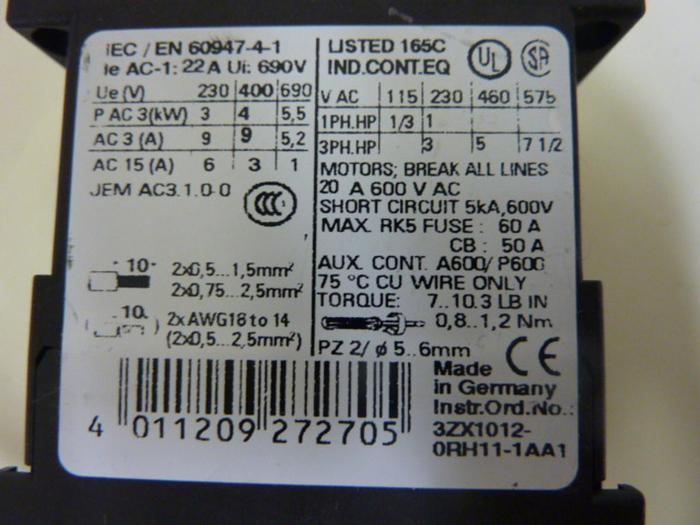 IEC / EN 60947-4-1
Ie AC-1: 22A Ui: 690V
Ue (V) 230 400 690
P AC 3(kW) 3 4 5,5
AC 3 (A) 9 9 5,2
AC 15 (A) 6 3 1
JEM AC3.1.0-0
CCC
10
2x0,5...1,5mm²
2x0,75...2,5mm²
10
2xAWG18 to 14
(2x0,5...2,5mm²)
LISTED 165C
IND.CONT.EQ
UL
SA
V AC 115 230 460 575
1PH.HP 1/3 1
3PH.HP 3 5 7 1/2
MOTORS; BREAK ALL LINES
20 A 600 V AC
SHORT CIRCUIT 5kA,600V
MAX. RK5 FUSE : 60 A
CB : 50 A
AUX. CONT. A600/ P600
75 °C CU WIRE ONLY
TORQUE: 7..10.3 LB IN
0,8..1,2 Nm
PZ 2/ ø 5..6mm
Made CE
in Germany
Instr.Ord.No.:
3ZX1012-
0RH11-1AA1
4 011209 272705